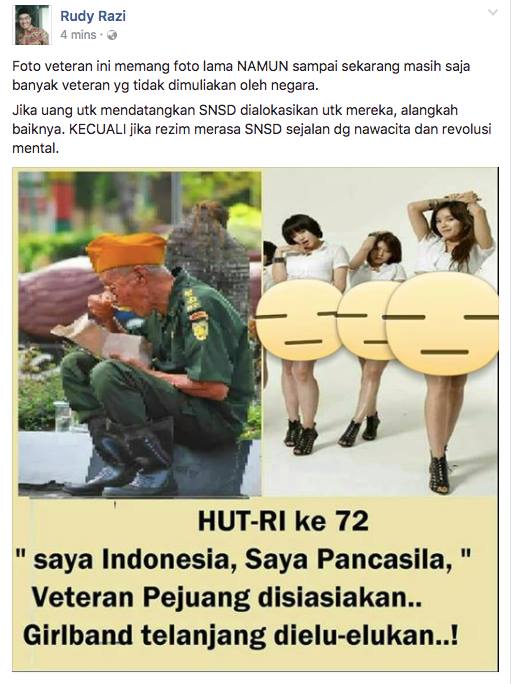 Rudy Razi
4 mins ·
Foto veteran ini memang foto lama NAMUN sampai sekarang masih saja
banyak veteran yg tidak dimuliakan oleh negara.
Jika uang utk mendatangkan SNSD dialokasikan utk mereka, alangkah
baiknya. KECUALI jika rezim merasa SNSD sejalan dg nawacita dan revolusi
mental.
HUT-RI ke 72
" saya Indonesia, Saya Pancasila, "
Veteran Pejuang disiasiakan..
Girlband telanjang dielu-elukan..!